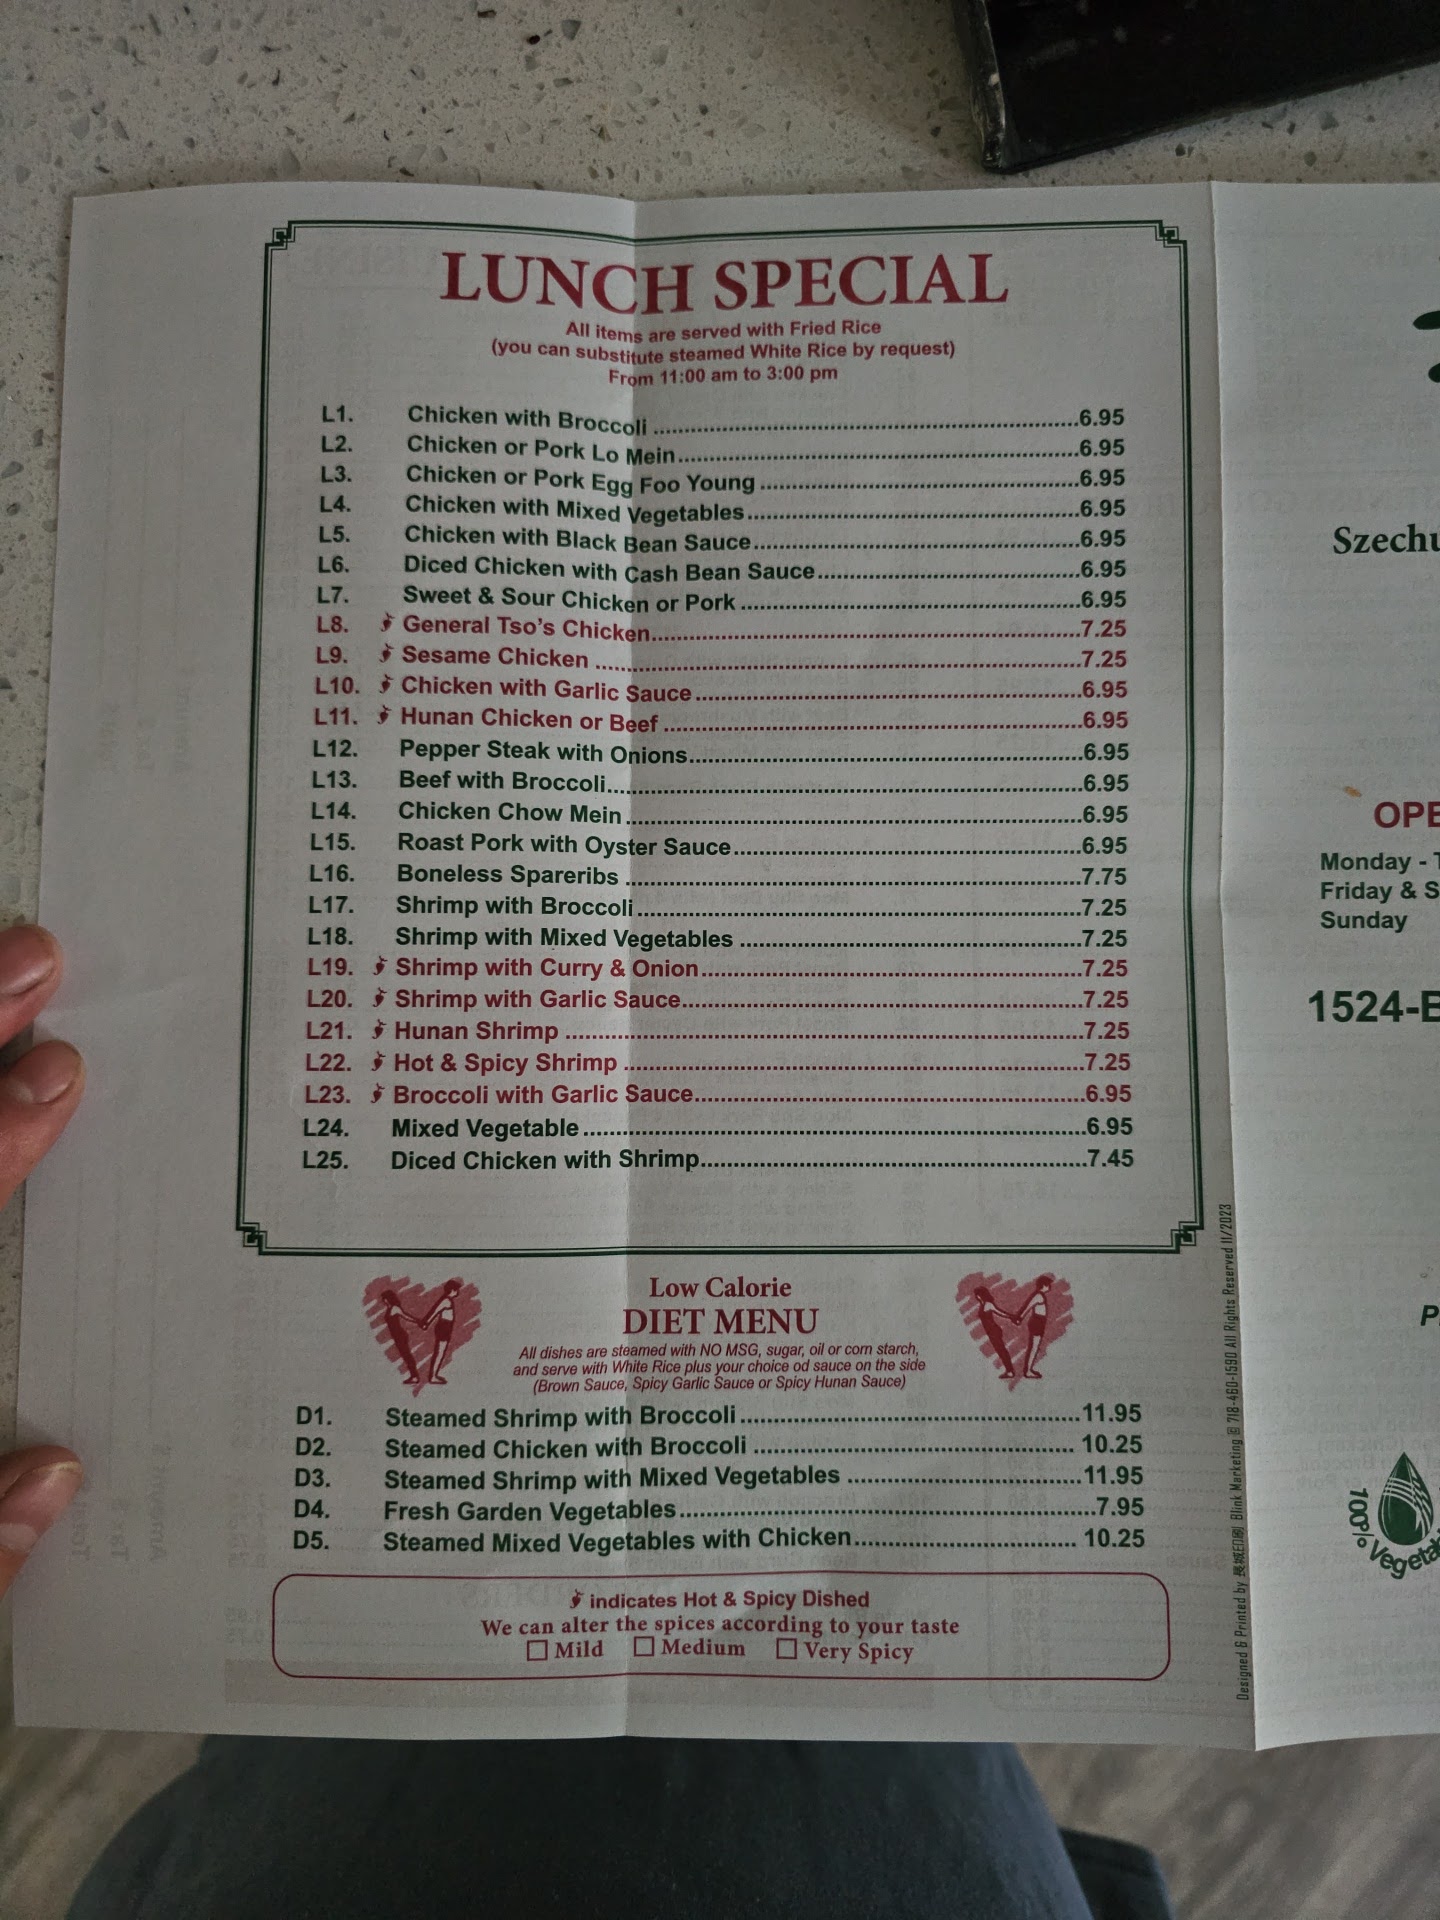 LUNCH SPECIAL
All items are served with Fried Rice
(you can substitute steamed White Rice by request)
From 11:00 am to 3:00 pm
L1. Chicken with Broccoli ................6.95
L2. Chicken or Pork Lo Mein................6.95
L3. Chicken or Pork Egg Foo Young ................6.95
L4. Chicken with Mixed Vegetables................6.95
L5. Chicken with Black Bean Sauce................6.95
L6. Diced Chicken with Cash Bean Sauce................6.95
L7. Sweet & Sour Chicken or Pork ................6.95
L8. General Tso's Chicken................7.25
L9. Sesame Chicken ................7.25
L10. Chicken with Garlic Sauce................6.95
L11. Hunan Chicken or Beef ................6.95
L12. Pepper Steak with Onions................6.95
L13. Beef with Broccoli................6.95
L14. Chicken Chow Mein ................6.95
L15. Roast Pork with Oyster Sauce................6.95
L16. Boneless Spareribs ................7.75
L17. Shrimp with Broccoli ................7.25
L18. Shrimp with Mixed Vegetables ................7.25
L19. Shrimp with Curry & Onion................7.25
L20. Shrimp with Garlic Sauce................7.25
L21. Hunan Shrimp ................7.25
L22. Hot & Spicy Shrimp ................7.25
L23. Broccoli with Garlic Sauce................6.95
L24. Mixed Vegetable ................6.95
L25. Diced Chicken with Shrimp................7.45
Low Calorie
DIET MENU
All dishes are steamed with NO MSG, sugar, oil or corn starch,
and serve with White Rice plus your choice od sauce on the side
(Brown Sauce, Spicy Garlic Sauce or Spicy Hunan Sauce)
D1. Steamed Shrimp with Broccoli ................11.95
D2. Steamed Chicken with Broccoli ................ 10.25
D3. Steamed Shrimp with Mixed Vegetables ................11.95
D4. Fresh Garden Vegetables................7.95
D5. Steamed Mixed Vegetables with Chicken................ 10.25
indicates Hot & Spicy Dished
We can alter the spices according to your taste
☐ Mild ☐ Medium ☐ Very Spicy
Designed & Printed by Blink Marketing 718-460-1590 All Rights Reserved 11/2023
Szechu
OPE
Monday - T
Friday & S
Sunday
1524-B
P
100% Vegeta